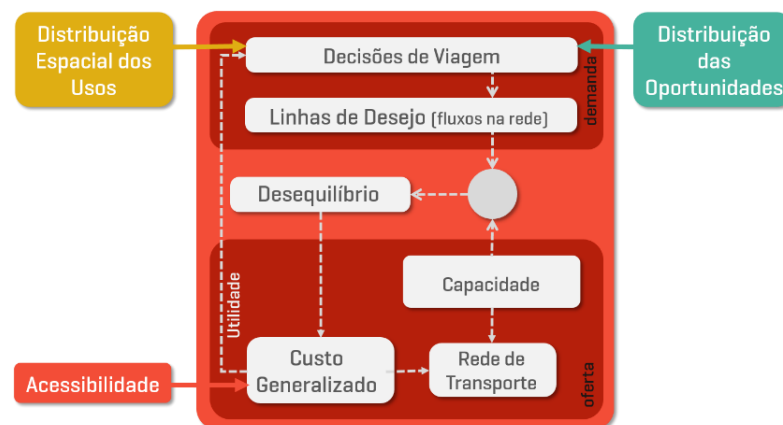 Distribuição
Espacial dos
Usos
Decisões de Viagem
Distribuição
das
Oportunidades
demanda
Linhas de Desejo (fluxos na rede)
Desequilíbrio
Capacidade
Utilidade
Custo
Generalizado
Rede de
Transporte
oferta
Acessibilidade